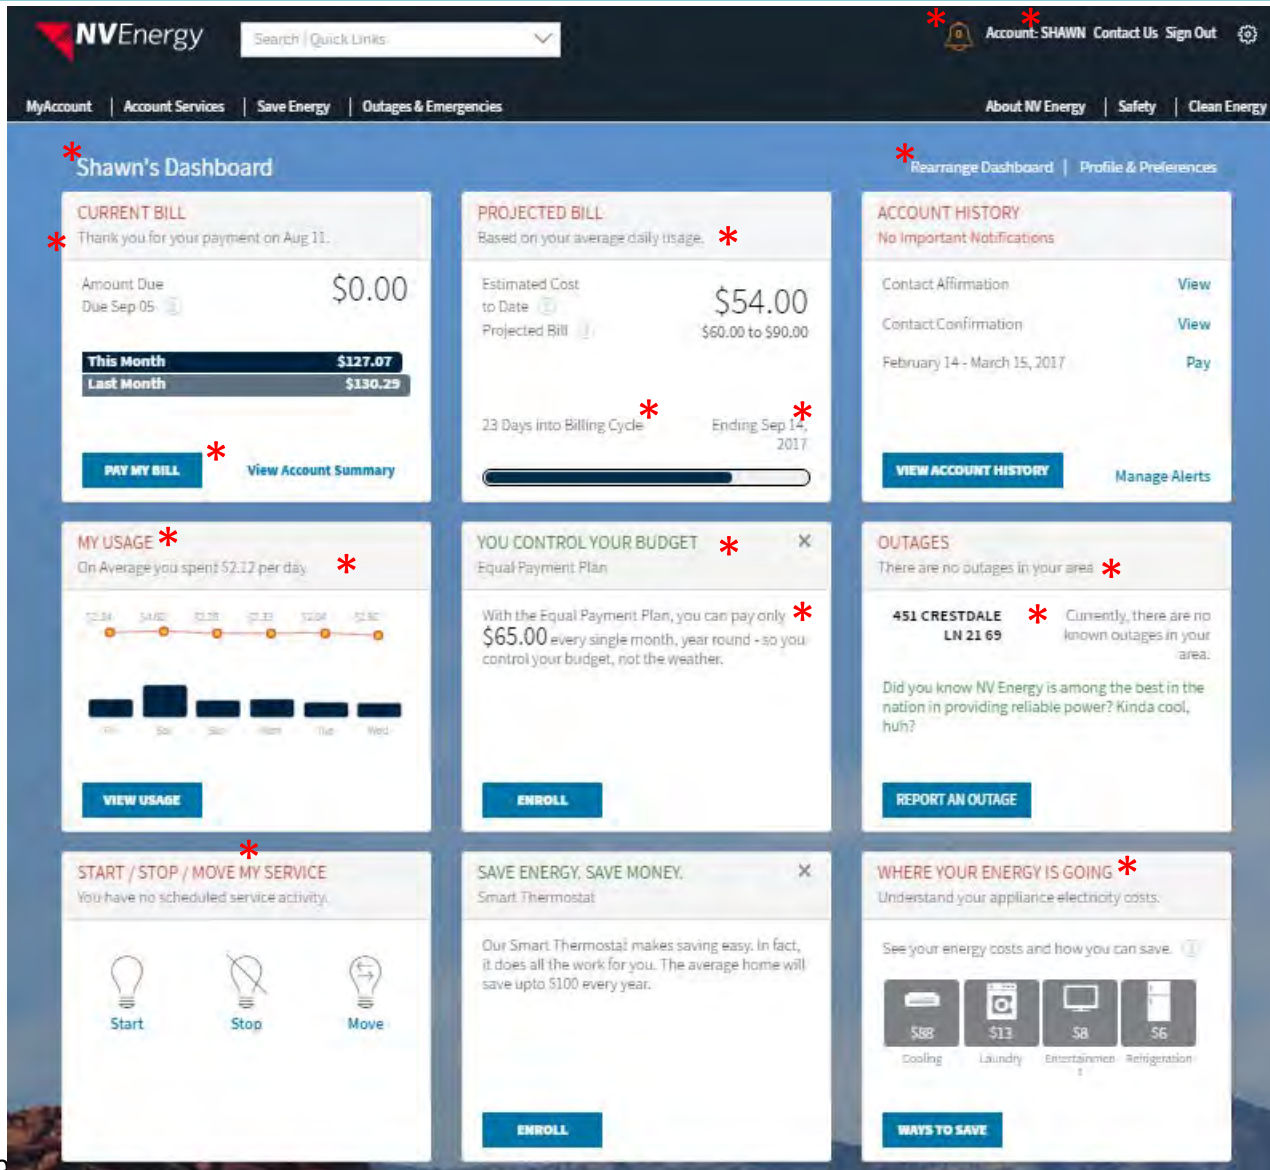 NVEnergy
Search | Quick Links
0
Account: SHAWN Contact Us Sign Out
MyAccount | Account Services | Save Energy | Outages & Emergencies
About NV Energy | Safety | Clean Energy
*Shawn's Dashboard
*Rearrange Dashboard | Profile & Preferences
CURRENT BILL
*Thank you for your payment on Aug 11.
Amount Due
Due Sep 05
$0.00
This Month $127.07
Last Month $130.29
PAY MY BILL *
View Account Summary
PROJECTED BILL
Based on your average daily usage. *
Estimated Cost
to Date
$54.00
Projected Bill
$60.00 to $90.00
23 Days into Billing Cycle *
Ending Sep 14, *
2017
ACCOUNT HISTORY
No Important Notifications
Contact Affirmation View
Contact Confirmation View
February 14 - March 15, 2017 Pay
VIEW ACCOUNT HISTORY
Manage Alerts
MY USAGE *
On Average you spent $2.12 per day *
Sun
Tue
Wed
VIEW USAGE
YOU CONTROL YOUR BUDGET *
Equal Payment Plan
With the Equal Payment Plan, you can pay only *
$65.00 every single month, year round - so you
control your budget, not the weather.
ENROLL
OUTAGES
There are no outages in your area *
451 CRESTDALE *
LN 21 69
Currently, there are no
known outages in your
area.
Did you know NV Energy is among the best in the
nation in providing reliable power? Kinda cool,
huh?
REPORT AN OUTAGE
START / STOP / MOVE MY SERVICE *
You have no scheduled service activity.
Start
Stop
Move
SAVE ENERGY. SAVE MONEY.
Smart Thermostat
Our Smart Thermostat makes saving easy. In fact,
it does all the work for you. The average home will
save upto $100 every year.
ENROLL
WHERE YOUR ENERGY IS GOING *
Understand your appliance electricity costs.
See your energy costs and how you can save.
$88 $13 $8 $6
Cooling Laundry Entertainmen Refrigeration
t
WAYS TO SAVE